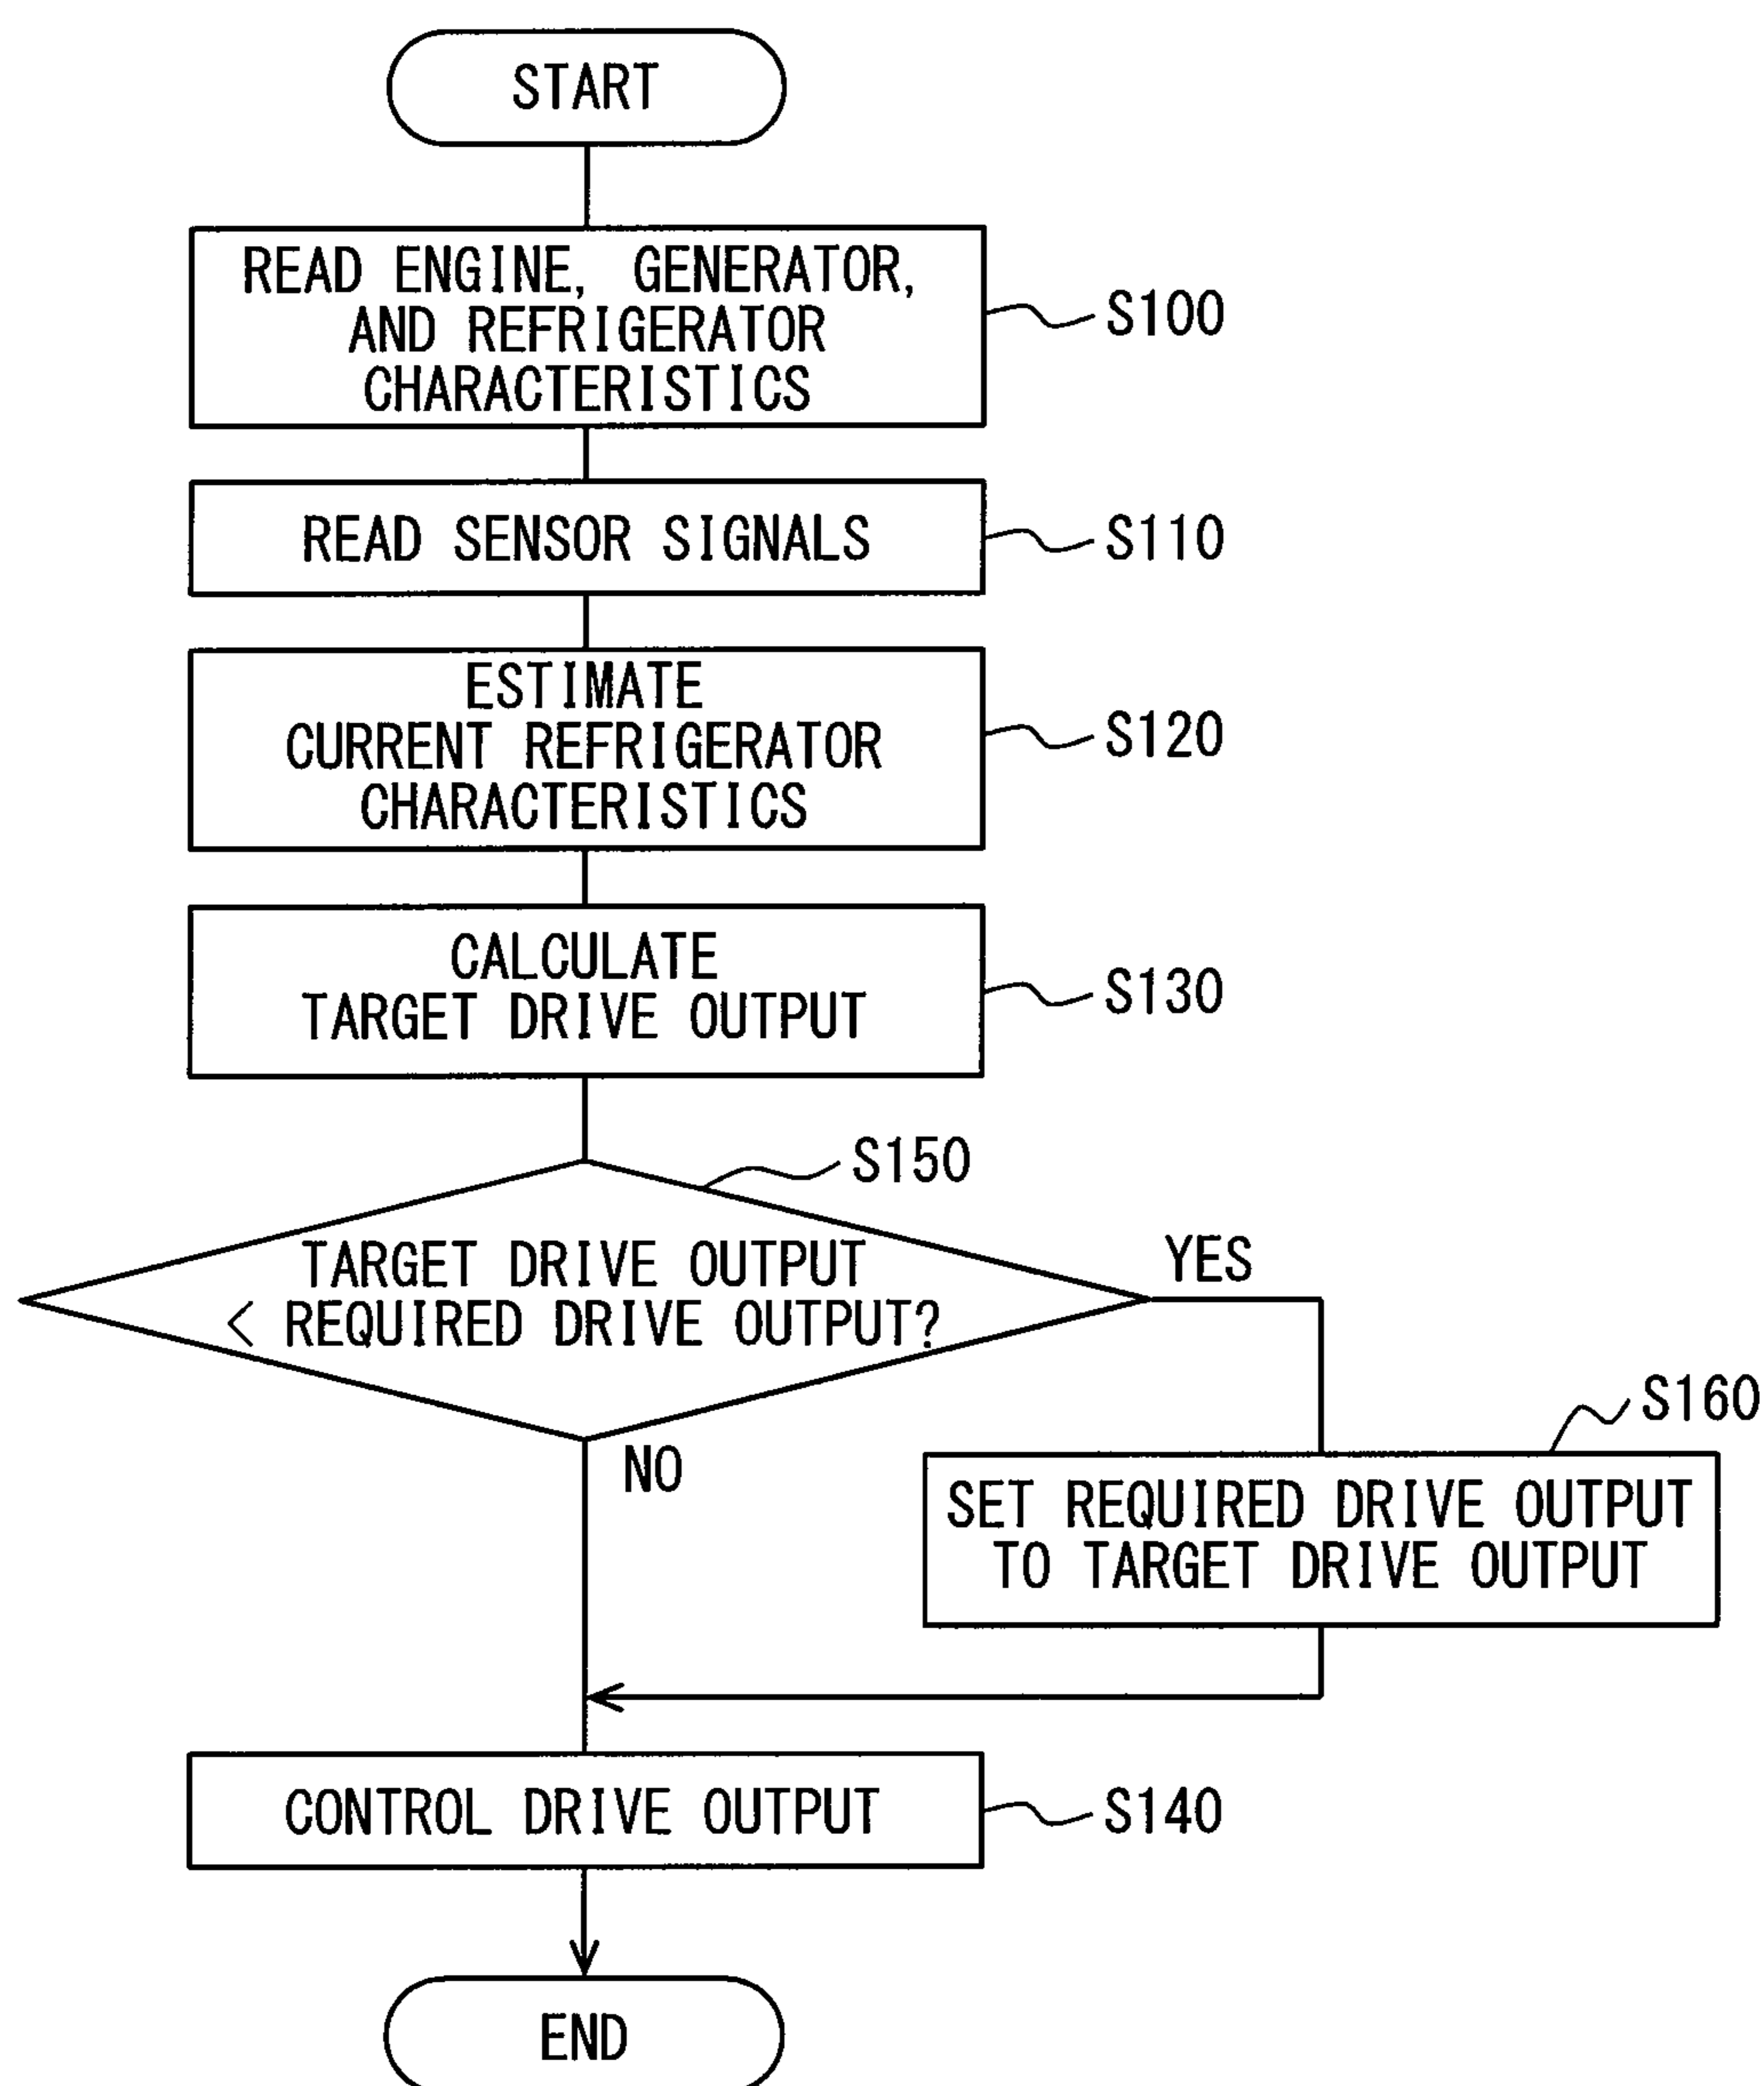 START
READ ENGINE, GENERATOR,
AND REFRIGERATOR
CHARACTERISTICS
S100
READ SENSOR SIGNALS
S110
ESTIMATE
CURRENT REFRIGERATOR
CHARACTERISTICS
S120
CALCULATE
TARGET DRIVE OUTPUT
S130
S150
TARGET DRIVE OUTPUT
< REQUIRED DRIVE OUTPUT?
YES
NO
S160
SET REQUIRED DRIVE OUTPUT
TO TARGET DRIVE OUTPUT
CONTROL DRIVE OUTPUT
S140
END